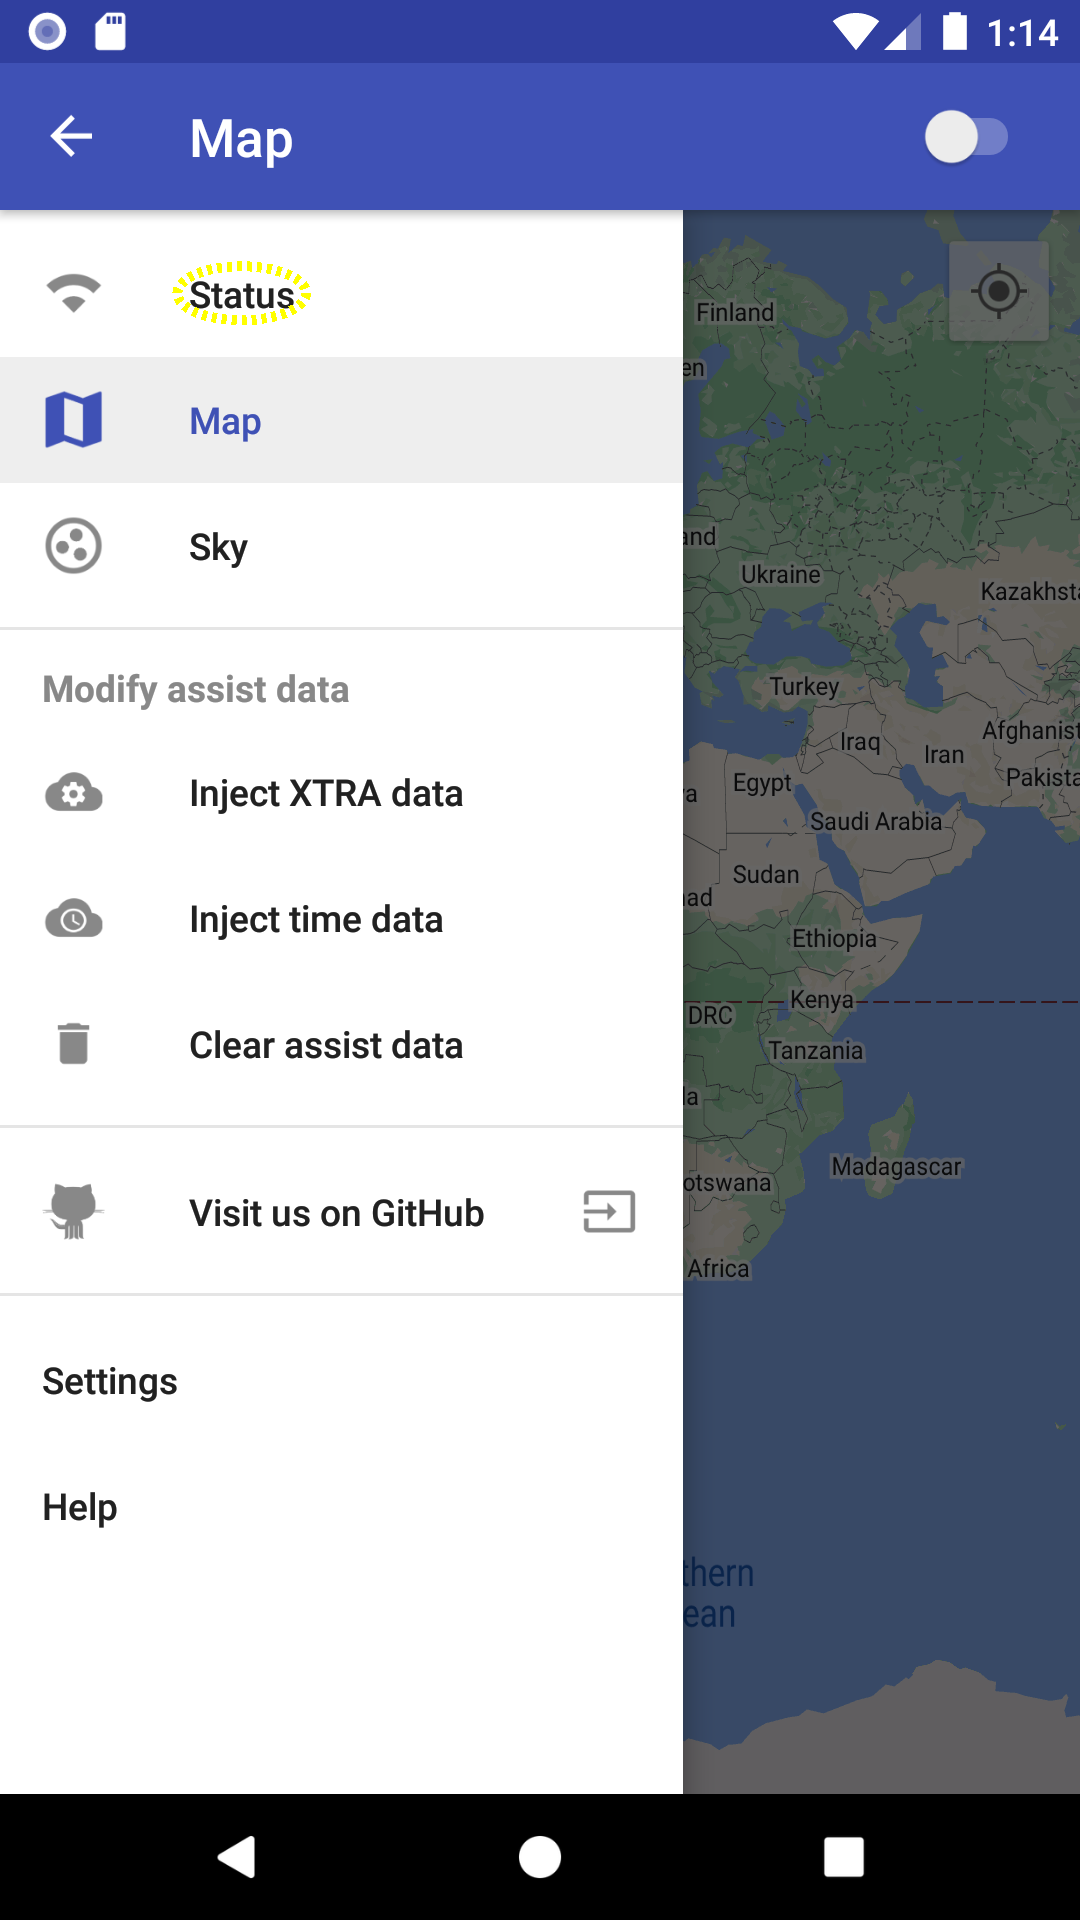 1:14
Map
Status
Map
Sky
Modify assist data
Inject XTRA data
Inject time data
Clear assist data
Visit us on GitHub
Settings
Help
Finland
en
and
Ukraine
Kazakhsta
Turkey
Afghanist
Iraq
Iran
Pakista
Egypt
ya
Saudi Arabia
Sudan
had
Ethiopia
Kenya
DRC
Tanzania
la
Madagascar
otswana
Africa
thern
ean